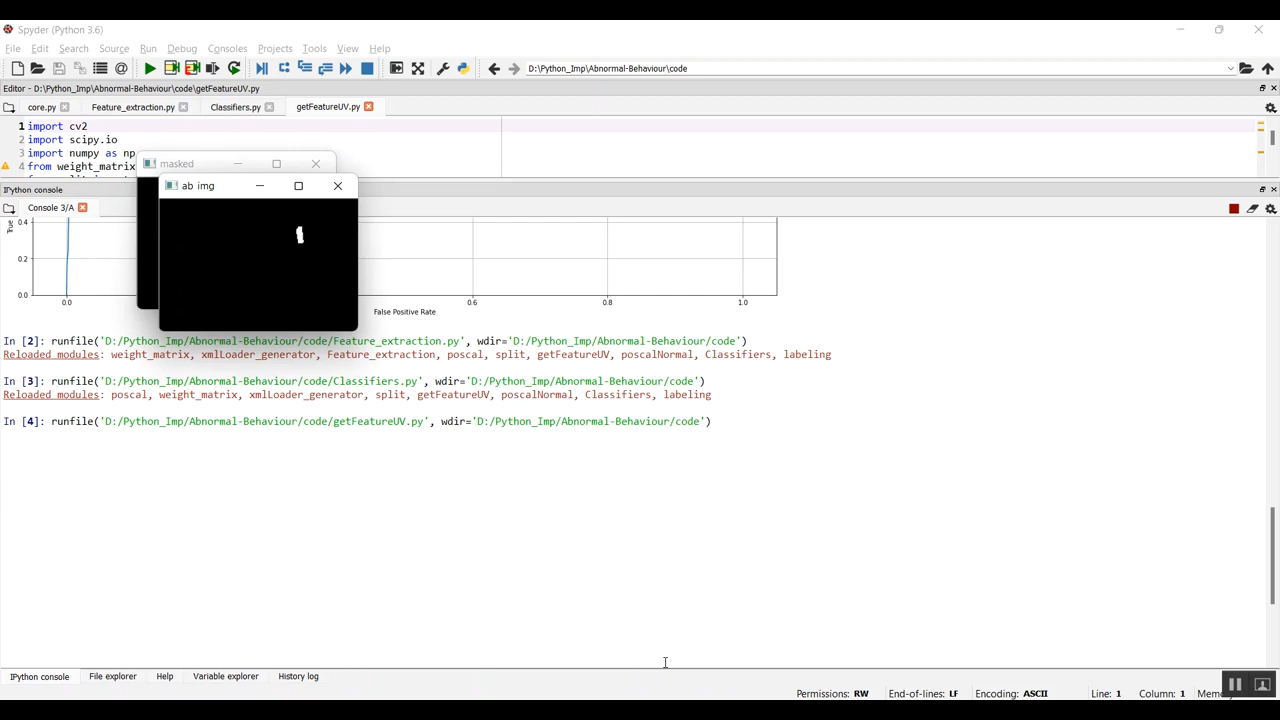 Spyder (Python 3.6)
File Edit Search Source Run Debug Consoles Projects Tools View Help
D:\Python_Imp\Abnormal-Behaviour\code
Editor - D:\Python_Imp\Abnormal-Behaviour\code\getFeatureUV.py
core.py Feature_extraction.py Classifiers.py getFeatureUV.py
1 import cv2
2 import scipy.io
3 import numpy as np
4 from weight_matrix
masked
ab img
IPython console
Console 3/A
True
0.4
0.2
0.0
0.0 0.6 0.8 1.0
False Positive Rate
In [2]: runfile('D:/Python_Imp/Abnormal-Behaviour/code/Feature_extraction.py', wdir='D:/Python_Imp/Abnormal-Behaviour/code')
Reloaded modules: weight_matrix, xmlLoader_generator, Feature_extraction, poscal, split, getFeatureUV, poscalNormal, Classifiers, labeling
In [3]: runfile('D:/Python_Imp/Abnormal-Behaviour/code/Classifiers.py', wdir='D:/Python_Imp/Abnormal-Behaviour/code')
Reloaded modules: poscal, weight_matrix, xmlLoader_generator, split, getFeatureUV, poscalNormal, Classifiers, labeling
In [4]: runfile('D:/Python_Imp/Abnormal-Behaviour/code/getFeatureUV.py', wdir='D:/Python_Imp/Abnormal-Behaviour/code')
IPython console File explorer Help Variable explorer History log
Permissions: RW End-of-lines: LF Encoding: ASCII Line: 1 Column: 1